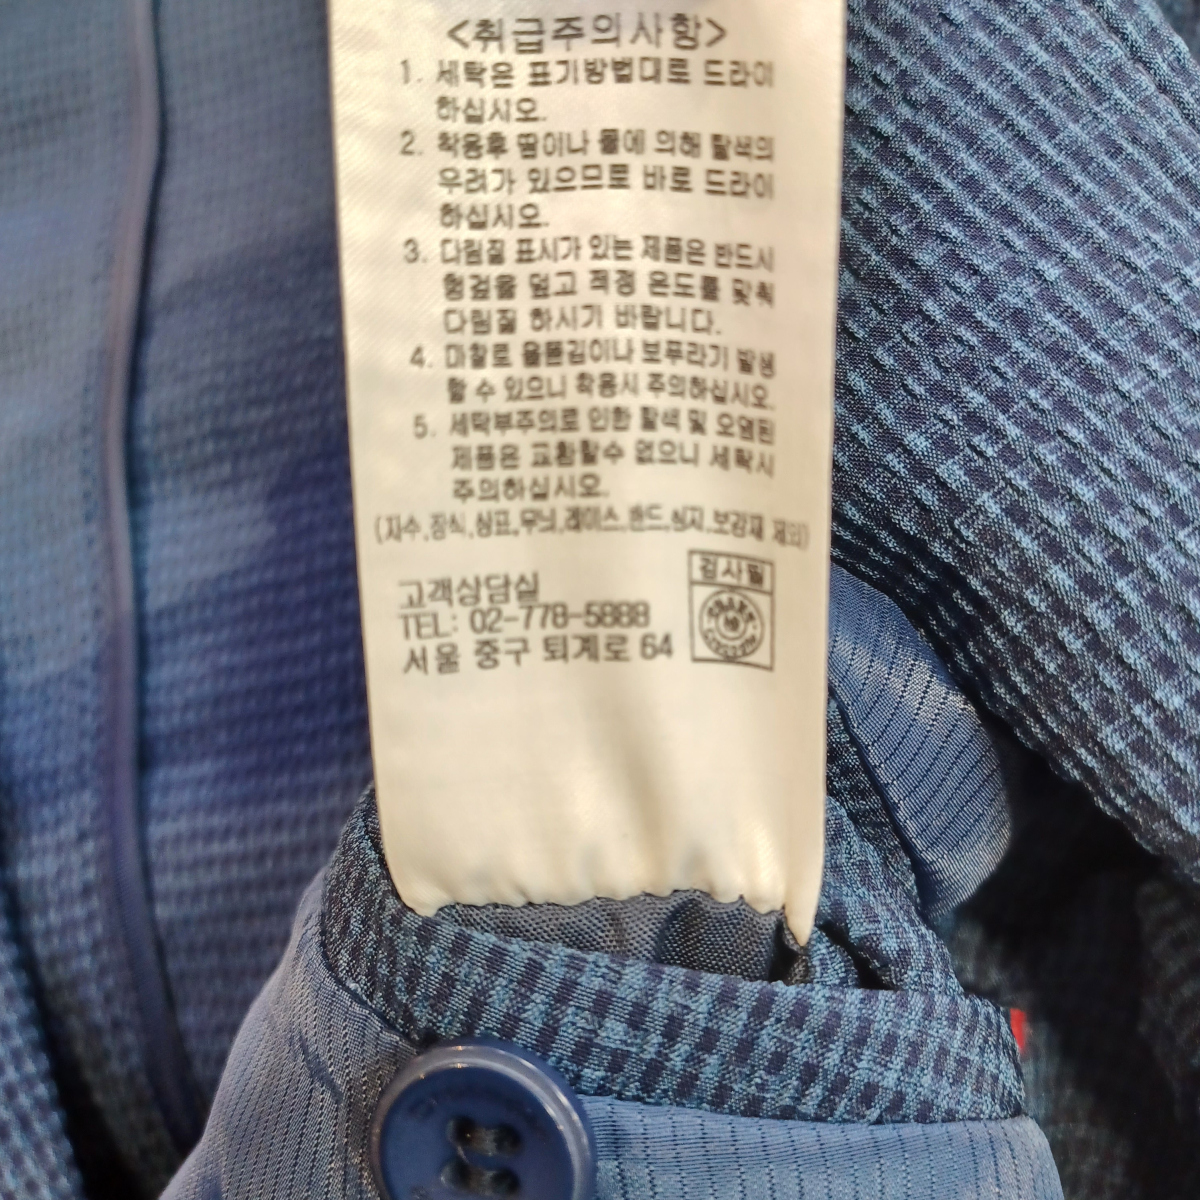 <취급주의사항>
1. 세탁은 표기방법대로 드라이
하십시오.
2. 착용후 땀이나 물에 의해 탈색의
우려가 있으므로 바로 드라이
하십시오.
3. 다림질 표시가 있는 제품은 반드시
헝겊을 덮고 적정 온도를 맞춰
다림질 하시기 바랍니다.
4. 마찰로 올뜯김이나 보푸라기 발생
할 수 있으니 착용시 주의하십시오.
5. 세탁부주의로 인한 탈색 및 오염된
제품은 교환할수 없으니 세탁시
주의하십시오.
(자수,장식,상표,무늬,레이스,밴드,심지,보강재 제외)
검사필
고객상담실
TEL: 02-778-5888
서울 중구 퇴계로 64